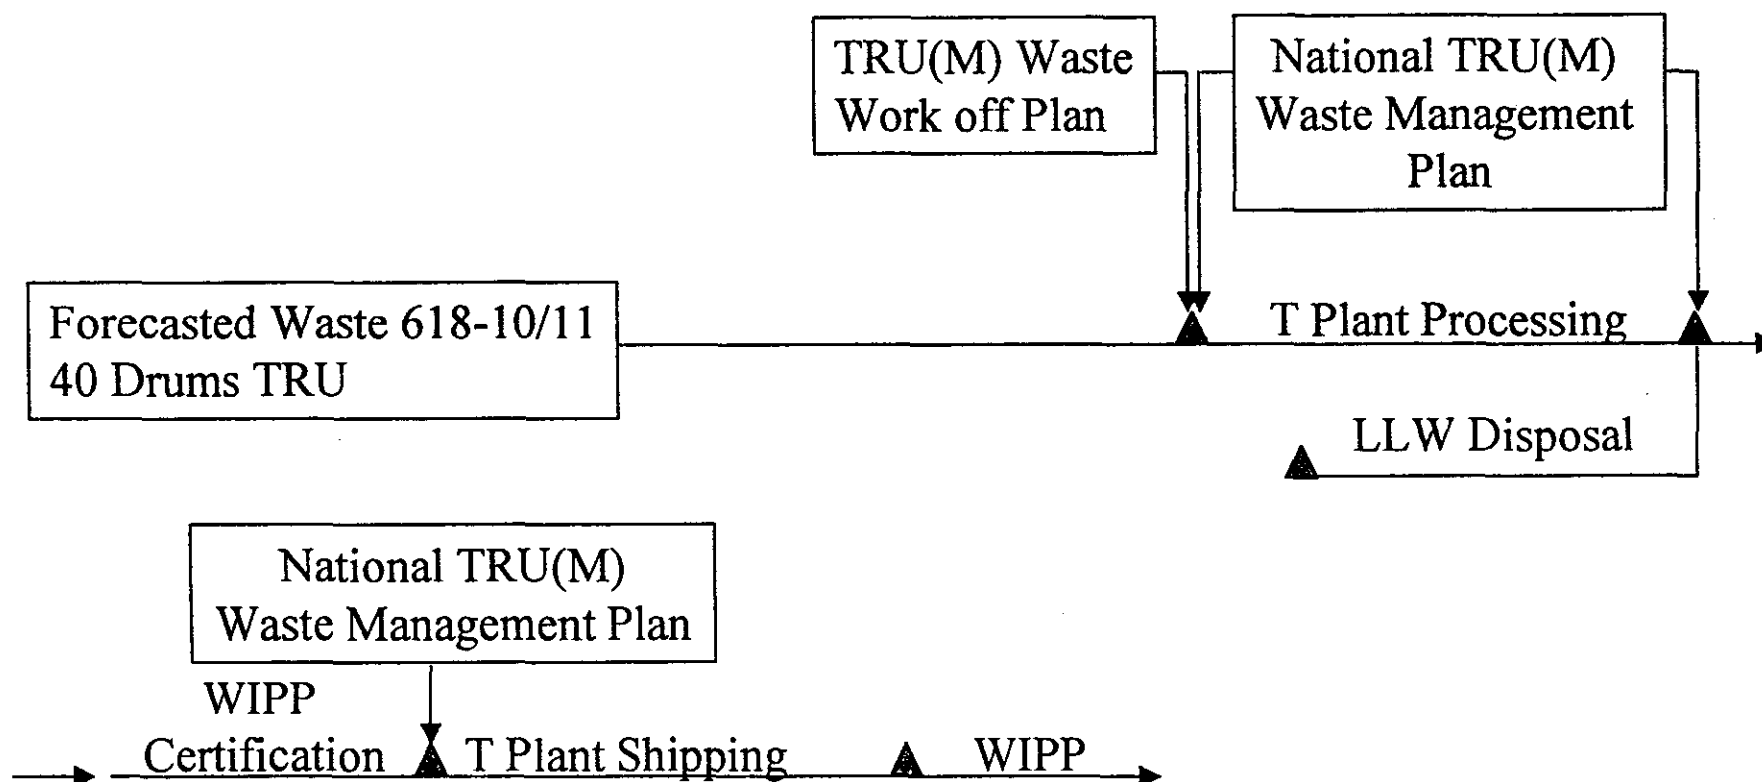 TRU(M) Waste
Work off Plan
National TRU(M)
Waste Management
Plan
Forecasted Waste 618-10/11
40 Drums TRU
T Plant Processing
LLW Disposal
National TRU(M)
Waste Management Plan
WIPP
Certification
T Plant Shipping
WIPP